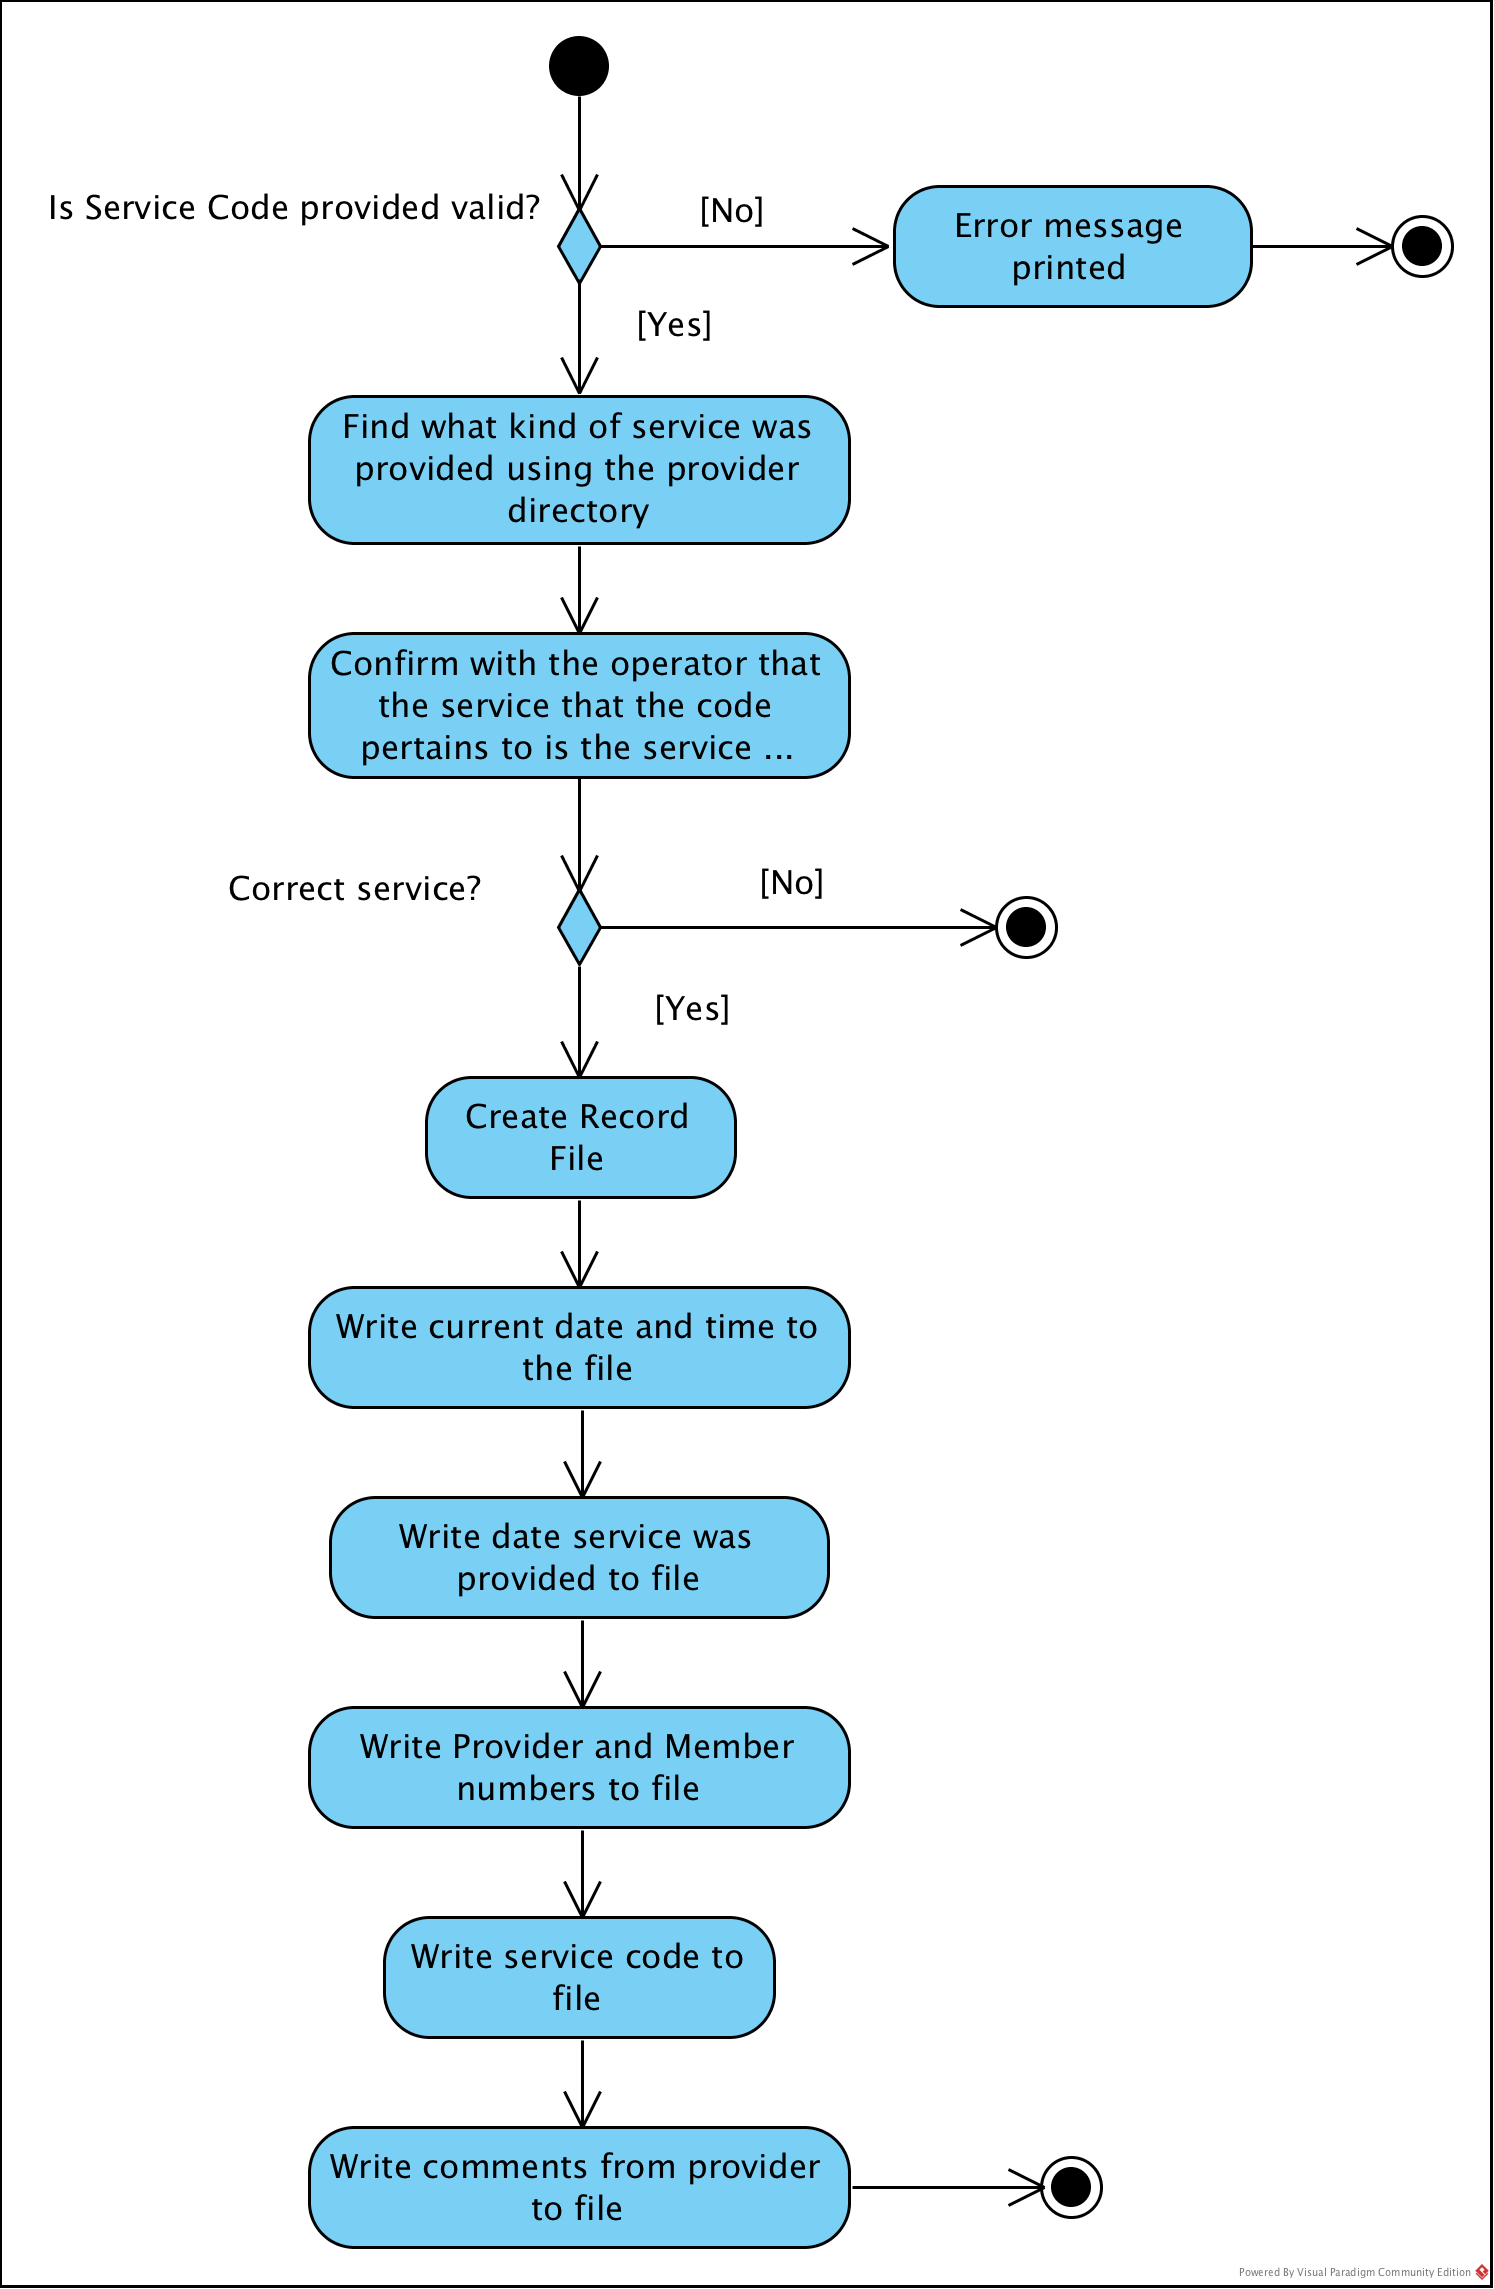 Is Service Code provided valid?
[No]
Error message
printed
[Yes]
Find what kind of service was
provided using the provider
directory
Confirm with the operator that
the service that the code
pertains to is the service ...
Correct service?
[No]
[Yes]
Create Record
File
Write current date and time to
the file
Write date service was
provided to file
Write Provider and Member
numbers to file
Write service code to
file
Write comments from provider
to file
Powered By Visual Paradigm Community Edition